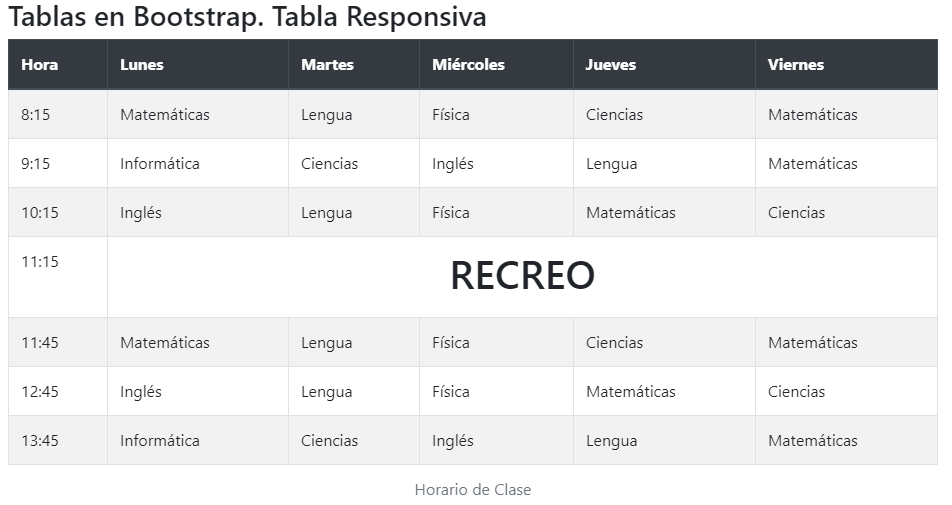 Tablas en Bootstrap. Tabla Responsiva
Hora Lunes Martes Miércoles Jueves Viernes
8:15 Matemáticas Lengua Física Ciencias Matemáticas
9:15 Informática Ciencias Inglés Lengua Matemáticas
10:15 Inglés Lengua Física Matemáticas Ciencias
11:15 RECREO
11:45 Matemáticas Lengua Física Ciencias Matemáticas
12:45 Inglés Lengua Física Matemáticas Ciencias
13:45 Informática Ciencias Inglés Lengua Matemáticas
Horario de Clase